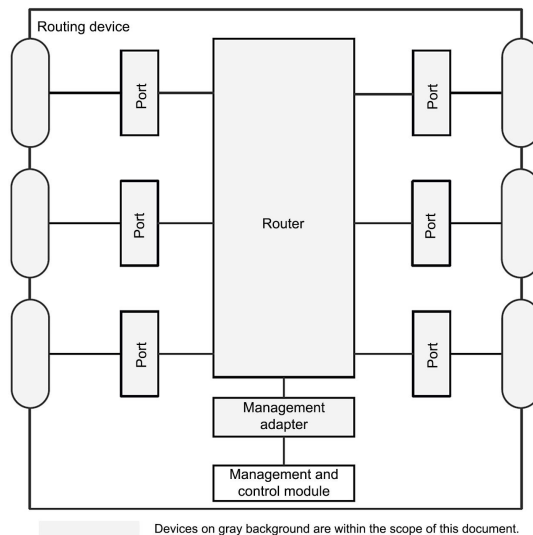 Routing device
Port
Port
Port
Router
Port
Port
Port
Management
adapter
Management and
control module
Devices on gray background are within the scope of this document.